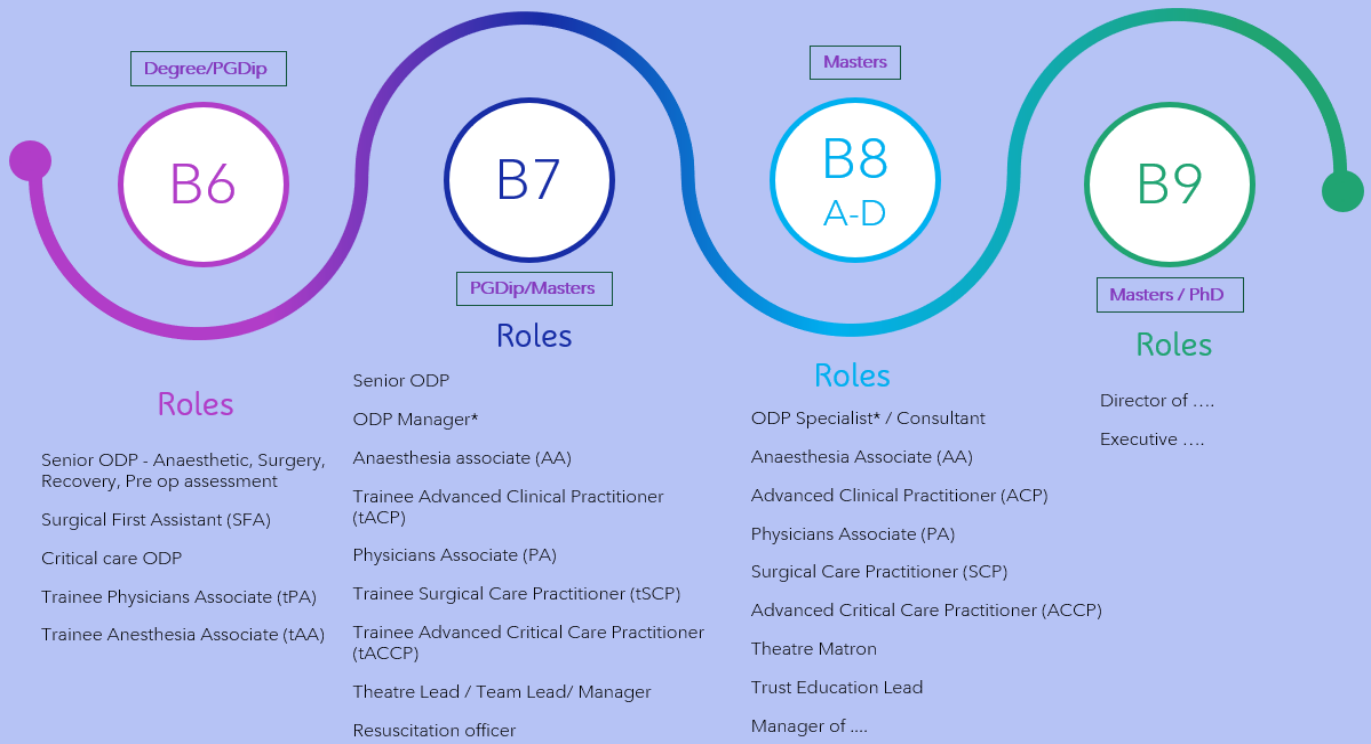 Degree/PGDip
B6
Roles
Senior ODP - Anaesthetic, Surgery,
Recovery, Pre op assessment
Surgical First Assistant (SFA)
Critical care ODP
Trainee Physicians Associate (tPA)
Trainee Anesthesia Associate (tAA)
B7
PGDip/Masters
Roles
Senior ODP
ODP Manager*
Anaesthesia associate (AA)
Trainee Advanced Clinical Practitioner
(tACP)
Physicians Associate (PA)
Trainee Surgical Care Practitioner (tSCP)
Trainee Advanced Critical Care Practitioner
(tACCP)
Theatre Lead / Team Lead/ Manager
Resuscitation officer
Masters
B8
A-D
Roles
ODP Specialist* / Consultant
Anaesthesia Associate (AA)
Advanced Clinical Practitioner (ACP)
Physicians Associate (PA)
Surgical Care Practitioner (SCP)
Advanced Critical Care Practitioner (ACCP)
Theatre Matron
Trust Education Lead
Manager of ....
B9
Masters / PhD
Roles
Director of ....
Executive ....